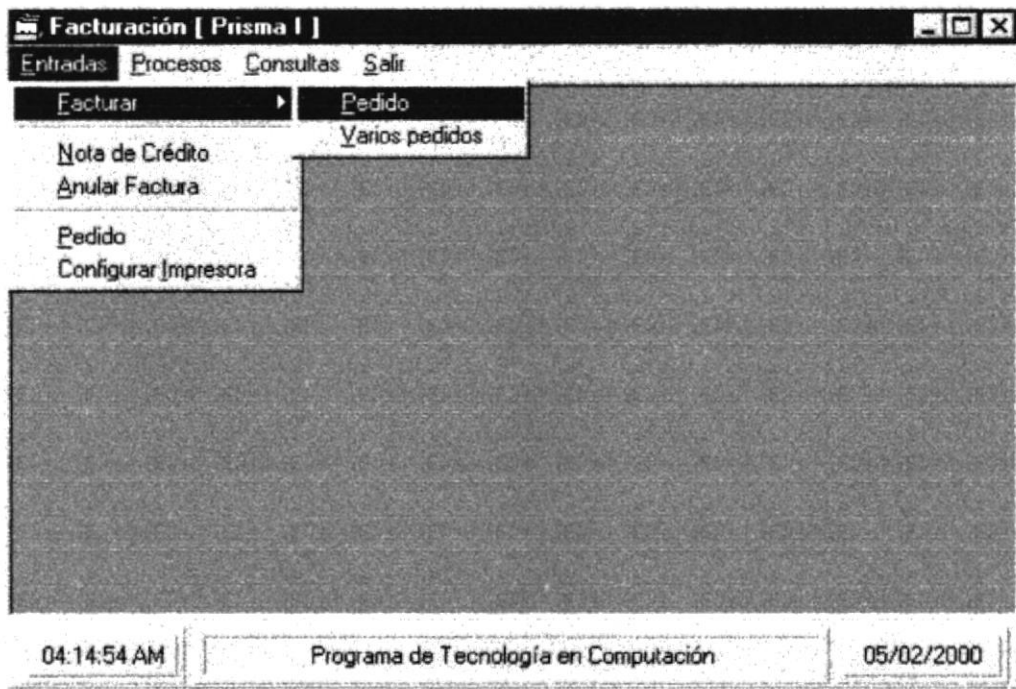 Facturación [ Prisma I ]
Entradas Procesos Consultas Salir
Facturar Pedido
Varios pedidos
Nota de Crédito
Anular Factura
Pedido
Configurar Impresora
04:14:54 AM Programa de Tecnología en Computación 05/02/2000